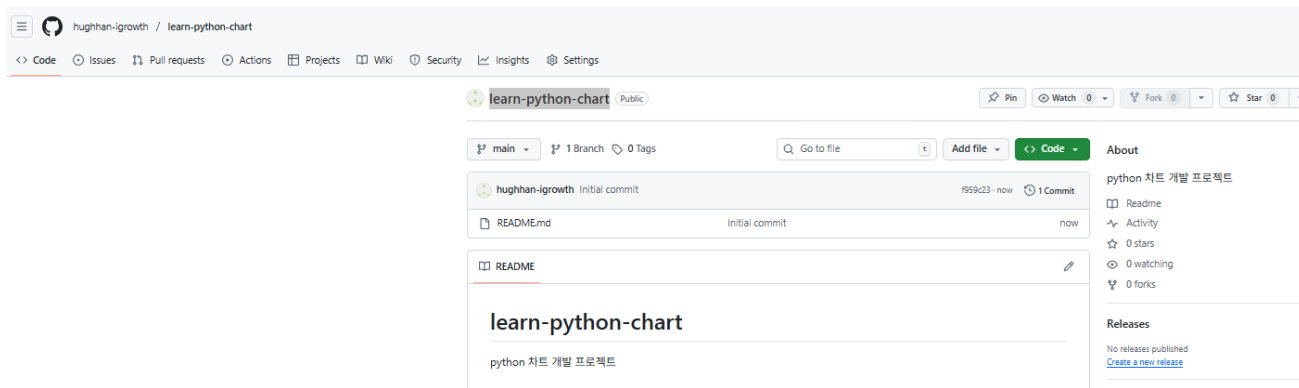 hughhan-igrowth / learn-python-chart
Code Issues Pull requests Actions Projects Wiki Security Insights Settings
learn-python-chart Public
Pin Watch 0 Fork 0 Star 0
main 1 Branch 0 Tags Go to file t Add file Code
hughhan-igrowth Initial commit f959c23 · now 1 Commit
README.md Initial commit now
README
learn-python-chart
python 차트 개발 프로젝트
About
python 차트 개발 프로젝트
Readme
Activity
0 stars
0 watching
0 forks
Releases
No releases published
Create a new release